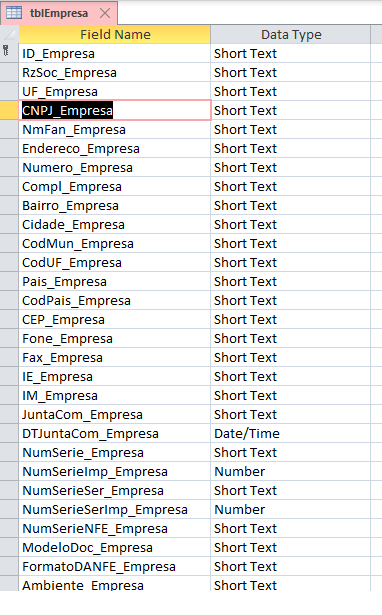 tblEmpresa
Field Name Data Type
ID_Empresa Short Text
RzSoc_Empresa Short Text
UF_Empresa Short Text
CNPJ_Empresa Short Text
NmFan_Empresa Short Text
Endereco_Empresa Short Text
Numero_Empresa Short Text
Compl_Empresa Short Text
Bairro_Empresa Short Text
Cidade_Empresa Short Text
CodMun_Empresa Short Text
CodUF_Empresa Short Text
Pais_Empresa Short Text
CodPais_Empresa Short Text
CEP_Empresa Short Text
Fone_Empresa Short Text
Fax_Empresa Short Text
IE_Empresa Short Text
IM_Empresa Short Text
JuntaCom_Empresa Short Text
DTJuntaCom_Empresa Date/Time
NumSerie_Empresa Short Text
NumSerieImp_Empresa Number
NumSerieSer_Empresa Short Text
NumSerieSerImp_Empresa Number
NumSerieNFE_Empresa Short Text
ModeloDoc_Empresa Short Text
FormatoDANFE_Empresa Short Text
Ambiente_Empresa Short Text